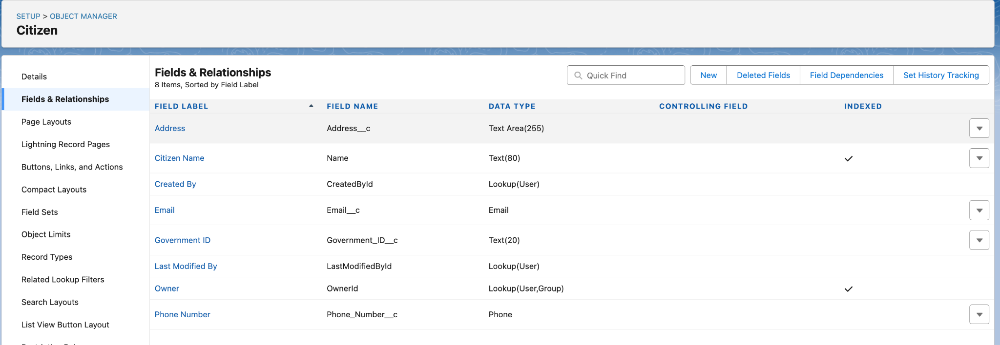 SETUP > OBJECT MANAGER
Citizen
Details
Fields & Relationships
Page Layouts
Lightning Record Pages
Buttons, Links, and Actions
Compact Layouts
Field Sets
Object Limits
Record Types
Related Lookup Filters
Search Layouts
List View Button Layout
Fields & Relationships
8 Items, Sorted by Field Label
Quick Find
New Deleted Fields Field Dependencies Set History Tracking
FIELD LABEL FIELD NAME DATA TYPE CONTROLLING FIELD INDEXED
Address Address__c Text Area(255)
Citizen Name Name Text(80)
Created By CreatedById Lookup(User)
Email Email__c Email
Government ID Government_ID__c Text(20)
Last Modified By LastModifiedById Lookup(User)
Owner OwnerId Lookup(User,Group)
Phone Number Phone_Number__c Phone